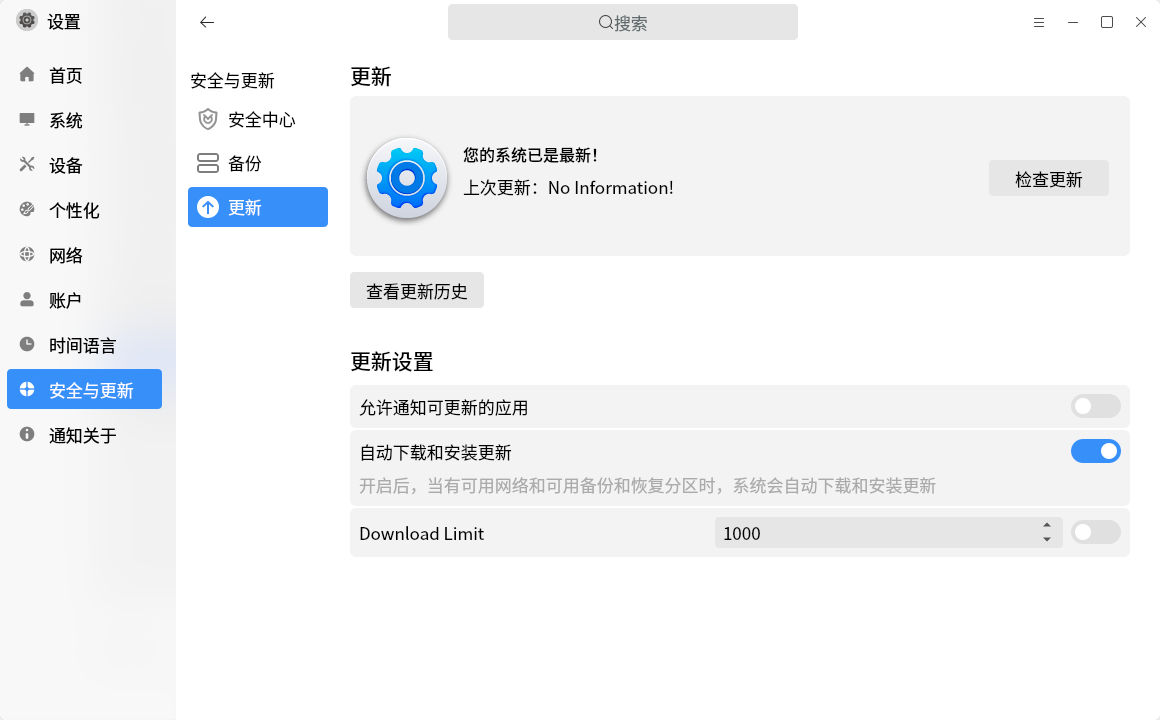 设置
搜索
首页
系统
设备
个性化
网络
账户
时间语言
安全与更新
通知关于
安全与更新
安全中心
备份
更新
更新
您的系统已是最新！
上次更新：No Information!
检查更新
查看更新历史
更新设置
允许通知可更新的应用
自动下载和安装更新
开启后，当有可用网络和可用备份和恢复分区时，系统会自动下载和安装更新
Download Limit
1000